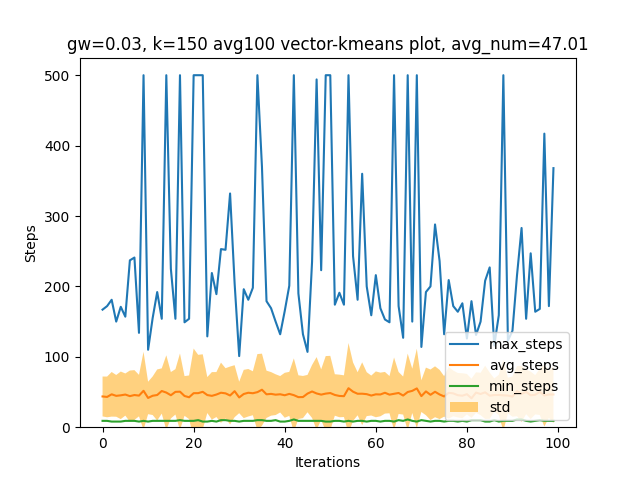 gw=0.03, k=150 avg100 vector-kmeans plot, avg_num=47.01
500
400
300
200
100
0
Steps
max_steps
avg_steps
min_steps
std
0 20 40 60 80 100
Iterations